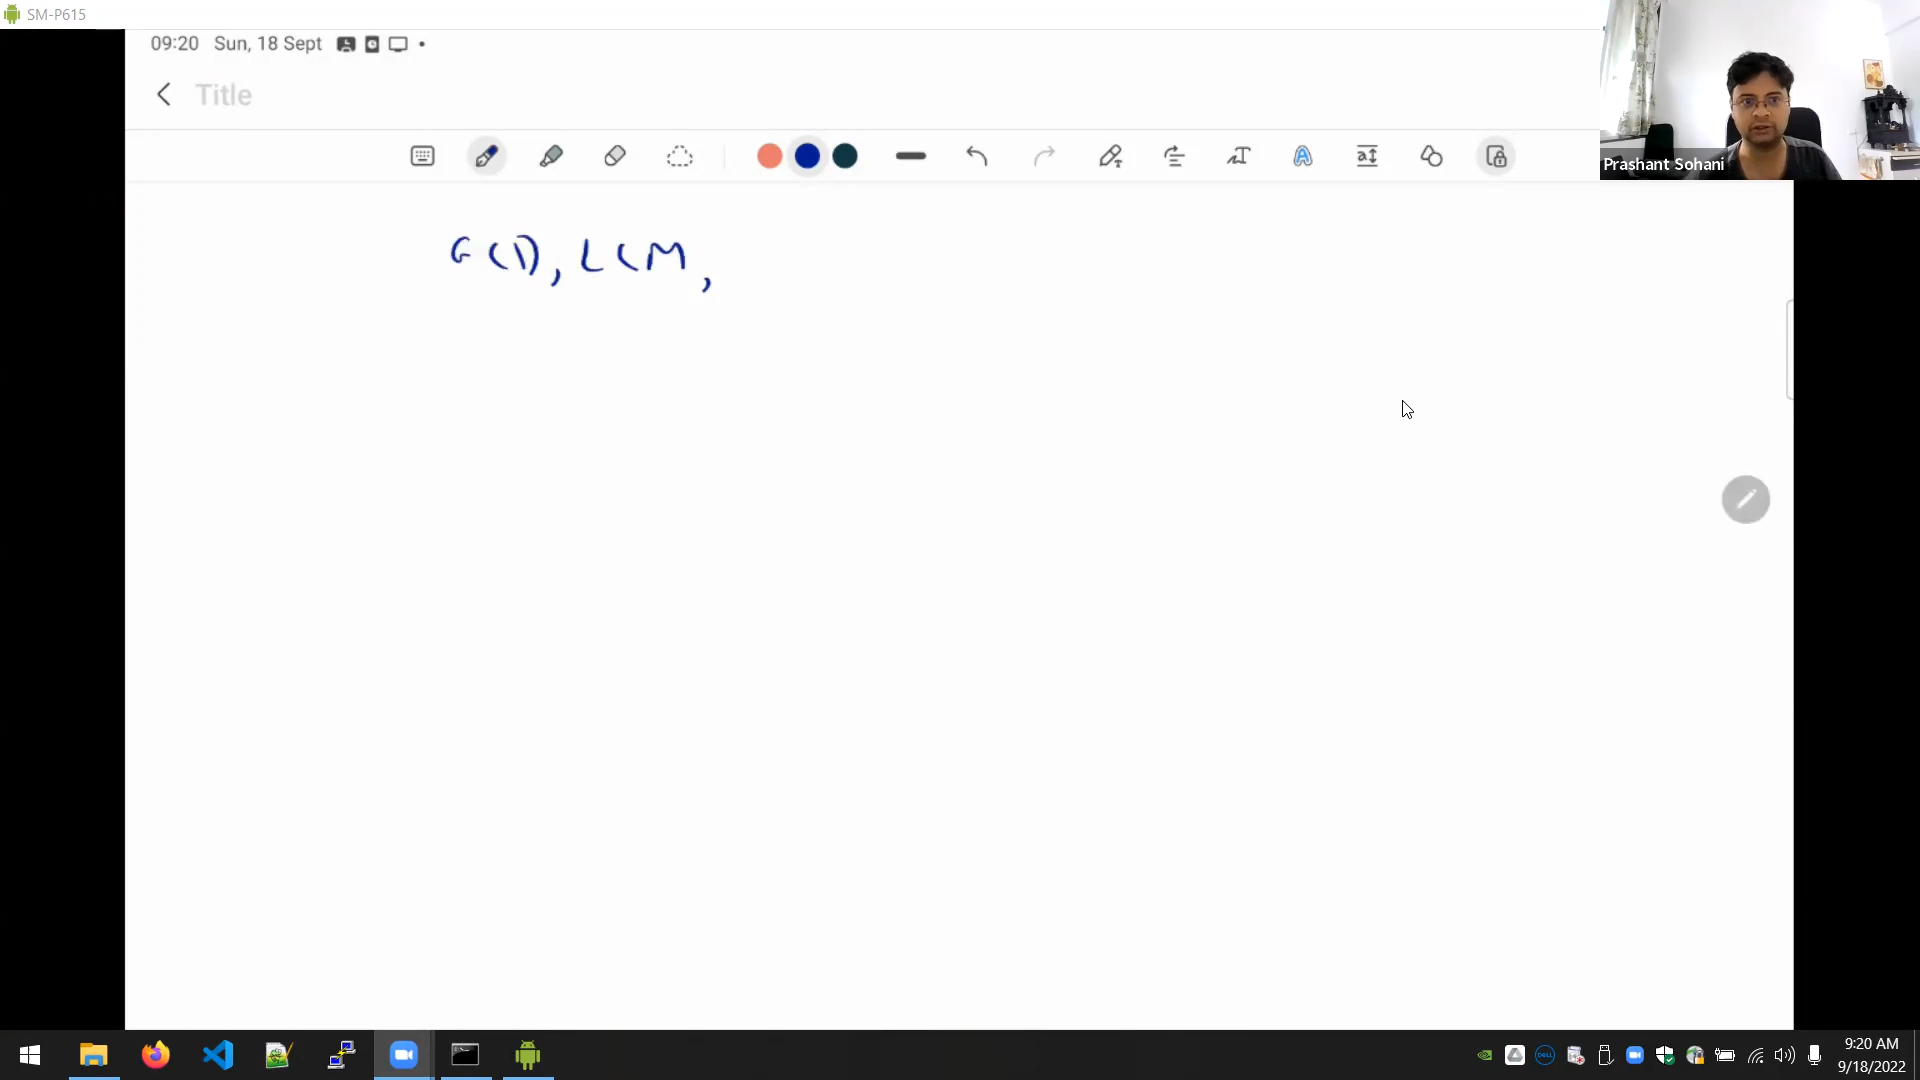 SM-P615
09:20 Sun, 18 Sept
Title
Prashant Sohani
GCD, LCM,
9:20 AM
9/18/2022